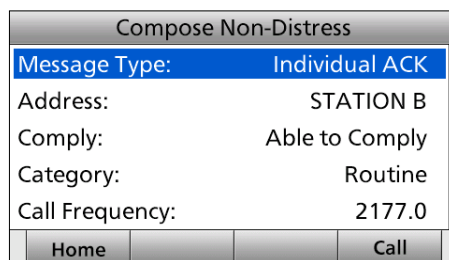 Compose Non-Distress
Message Type: Individual ACK
Address: STATION B
Comply: Able to Comply
Category: Routine
Call Frequency: 2177.0
Home Call